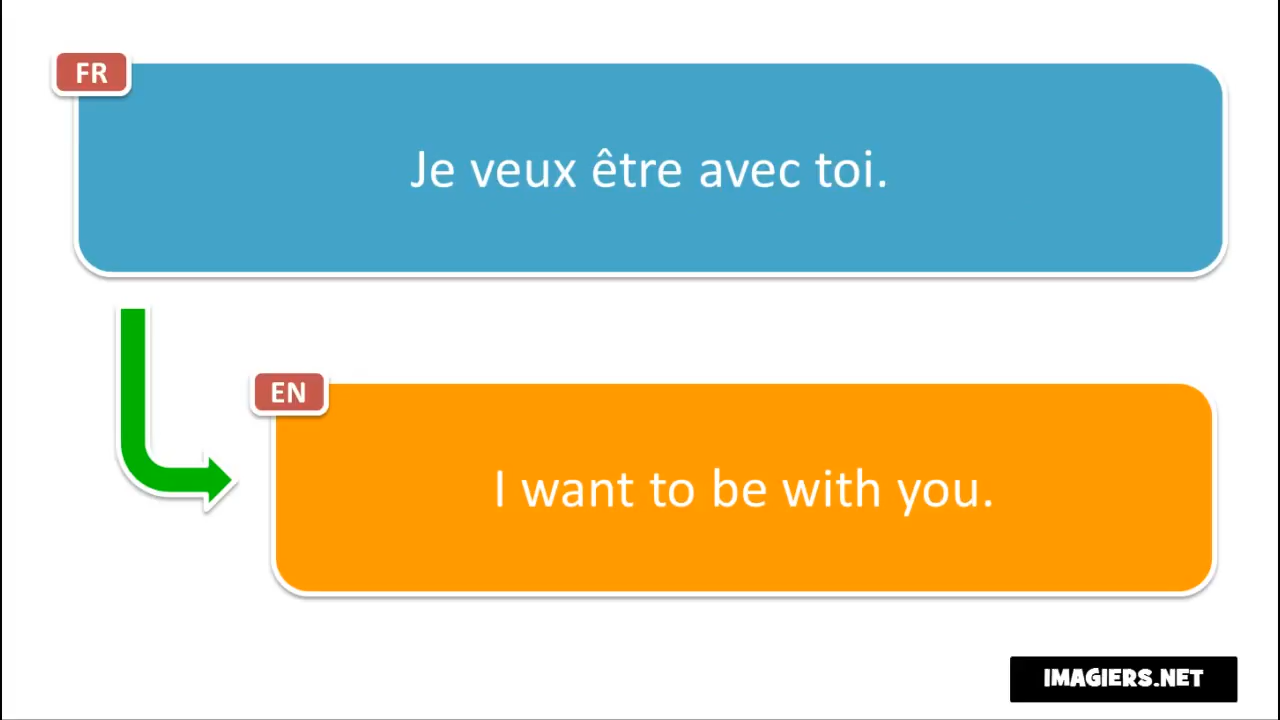 FR
Je veux être avec toi.
EN
I want to be with you.
IMAGIERS.NET